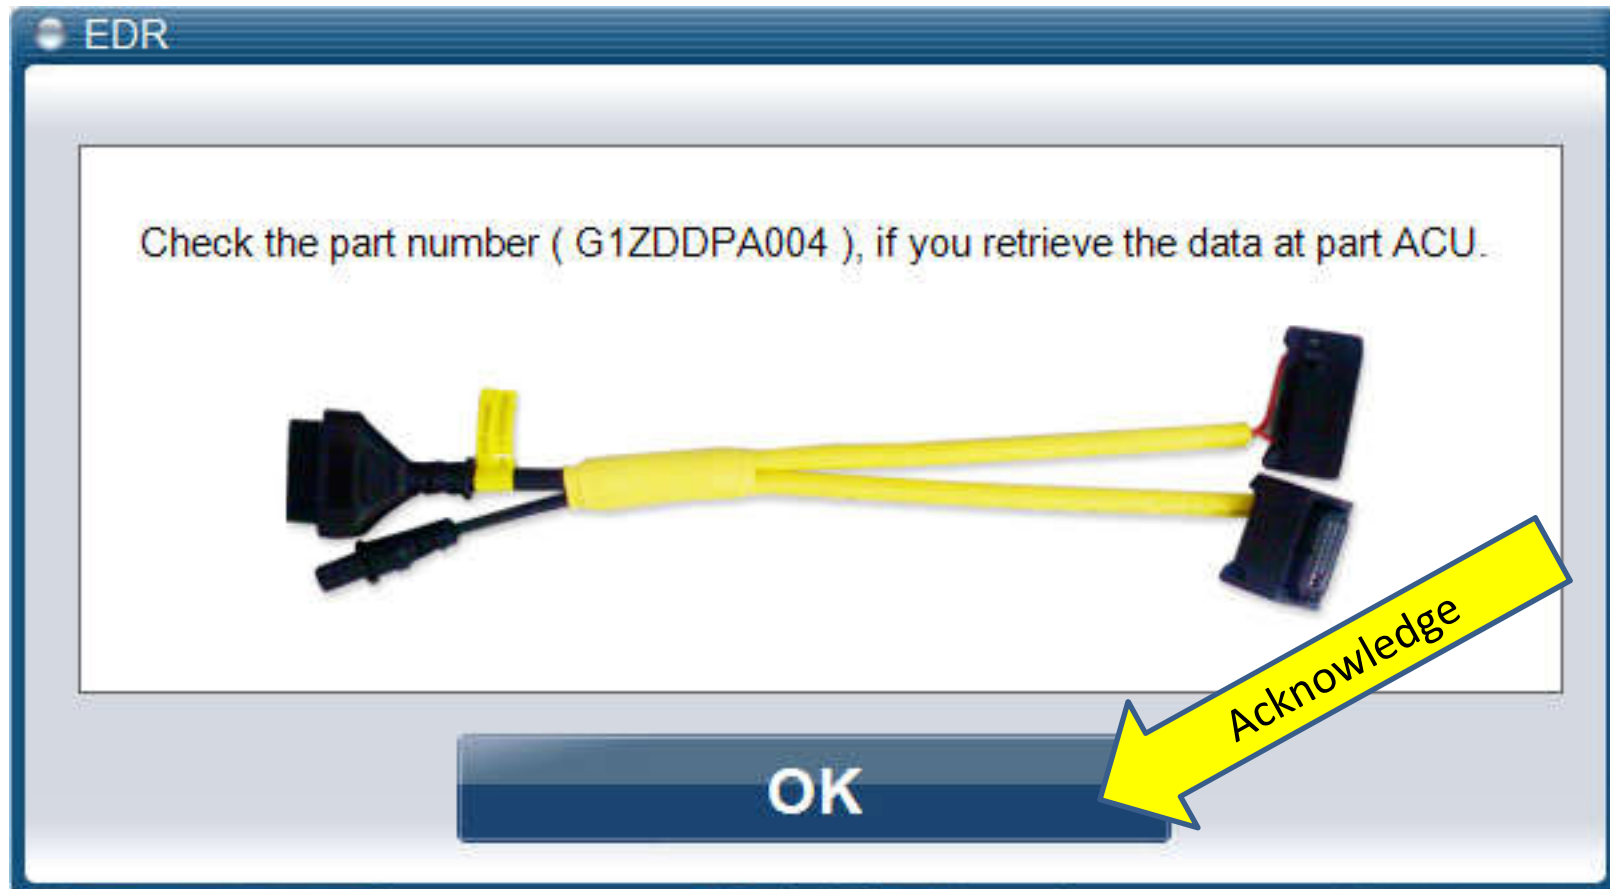 EDR
Check the part number ( G1ZDDPA004 ), if you retrieve the data at part ACU.
Acknowledge
OK